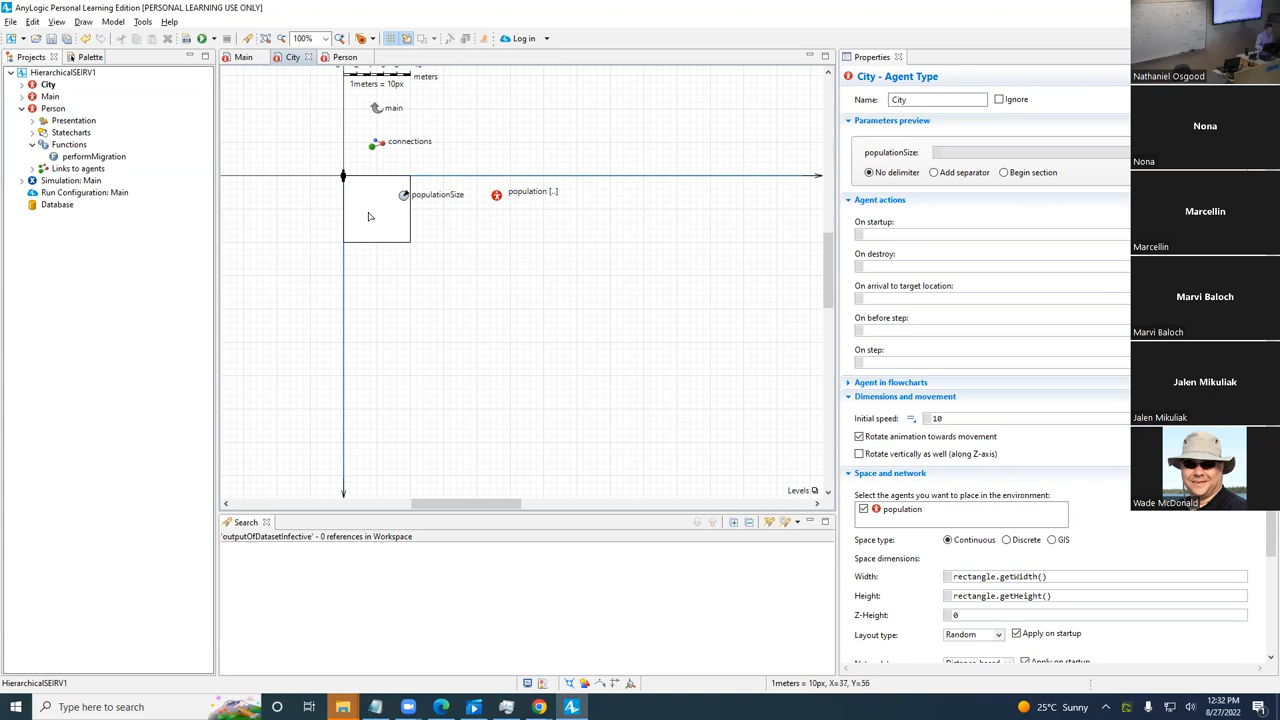 AnyLogic Personal Learning Edition [PERSONAL LEARNING USE ONLY]
File Edit View Draw Model Tools Help
100% Log in
Projects Palette
HierarchicalSEIRV1
City
Main
Person
Presentation
Statecharts
Functions
performMigration
Links to agents
Simulation: Main
Run Configuration: Main
Database
Main City Person
meters
1meters = 10px
main
connections
populationSize
population [..]
Levels
Search
'outputOfDatasetInfective' - 0 references in Workspace
Properties
City - Agent Type
Name: City Ignore
Parameters preview
populationSize:
No delimiter Add separator Begin section
Agent actions
On startup:
On destroy:
On arrival to target location:
On before step:
On step:
Agent in flowcharts
Dimensions and movement
Initial speed: 10
Rotate animation towards movement
Rotate vertically as well (along Z-axis)
Space and network
Select the agents you want to place in the environment:
population
Space type: Continuous Discrete GIS
Space dimensions:
Width: rectangle.getWidth()
Height: rectangle.getHeight()
Z-Height: 0
Layout type: Random Apply on startup
Nathaniel Osgood
Nona
Nona
Marcellin
Marcellin
Marvi Baloch
Marvi Baloch
Jalen Mikuliak
Jalen Mikuliak
Wade McDonald
HierarchicalSEIRV1
1meters = 10px, X=37, Y=56
Type here to search
25°C Sunny
12:32 PM
8/27/2022